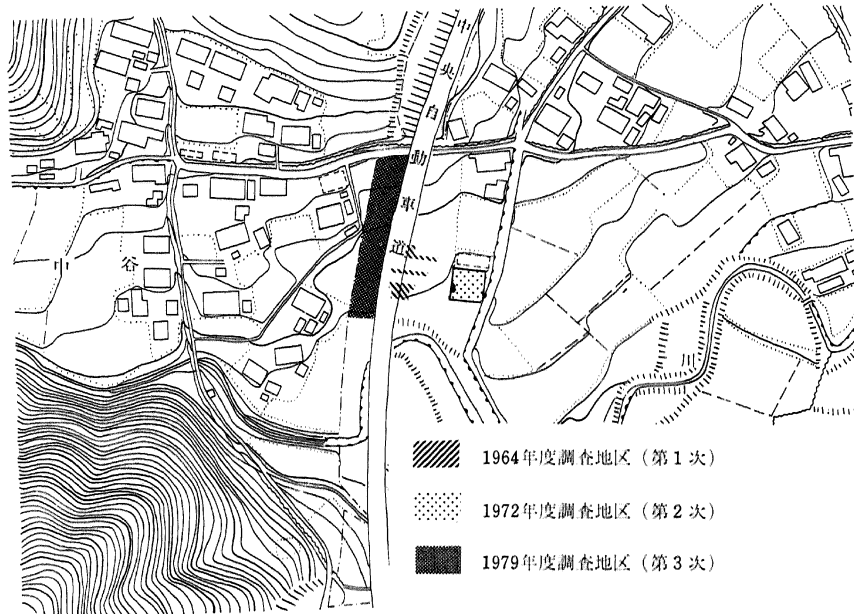 中央自動車道
中谷
川
1964年度調査地区（第1次）
1972年度調査地区（第2次）
1979年度調査地区（第3次）